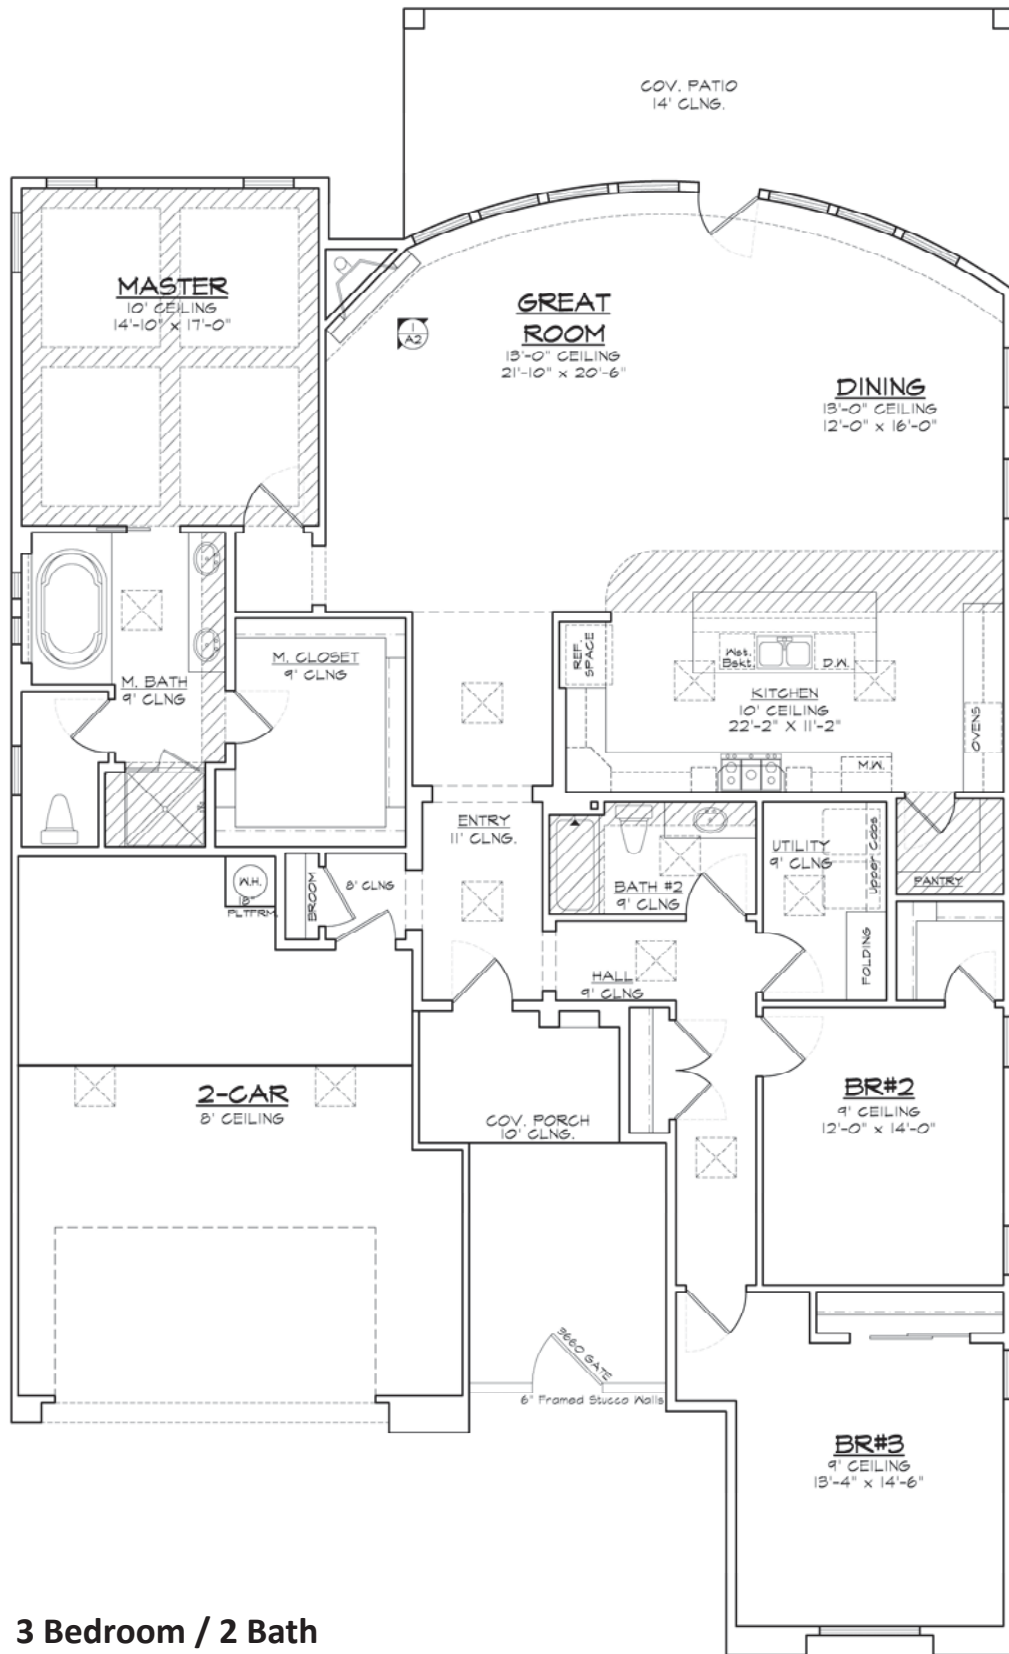 COV. PATIO
14' CLNG.
MASTER
10' CEILING
14'-10" x 17'-0"
GREAT
ROOM
13'-0" CEILING
21'-10" x 20'-6"
1
A2
DINING
13'-0" CEILING
12'-0" x 16'-0"
REF.
SPACE
Wst.
Bskt.
D.W.
KITCHEN
10' CEILING
22'-2" X 11'-2"
OVENS
M.W.
M. CLOSET
9' CLNG
M. BATH
9' CLNG
ENTRY
11' CLNG.
UTILITY
9' CLNG
Upper Cabs
FOLDING
PANTRY
BATH #2
9' CLNG
W.H.
18"
PLTFRM.
BROOM
8' CLNG
HALL
9' CLNG
2-CAR
8' CEILING
COV. PORCH
10' CLNG.
BR#2
9' CEILING
12'-0" x 14'-0"
3660 GATE
6" Framed Stucco Walls
BR#3
9' CEILING
13'-4" x 14'-6"
3 Bedroom / 2 Bath